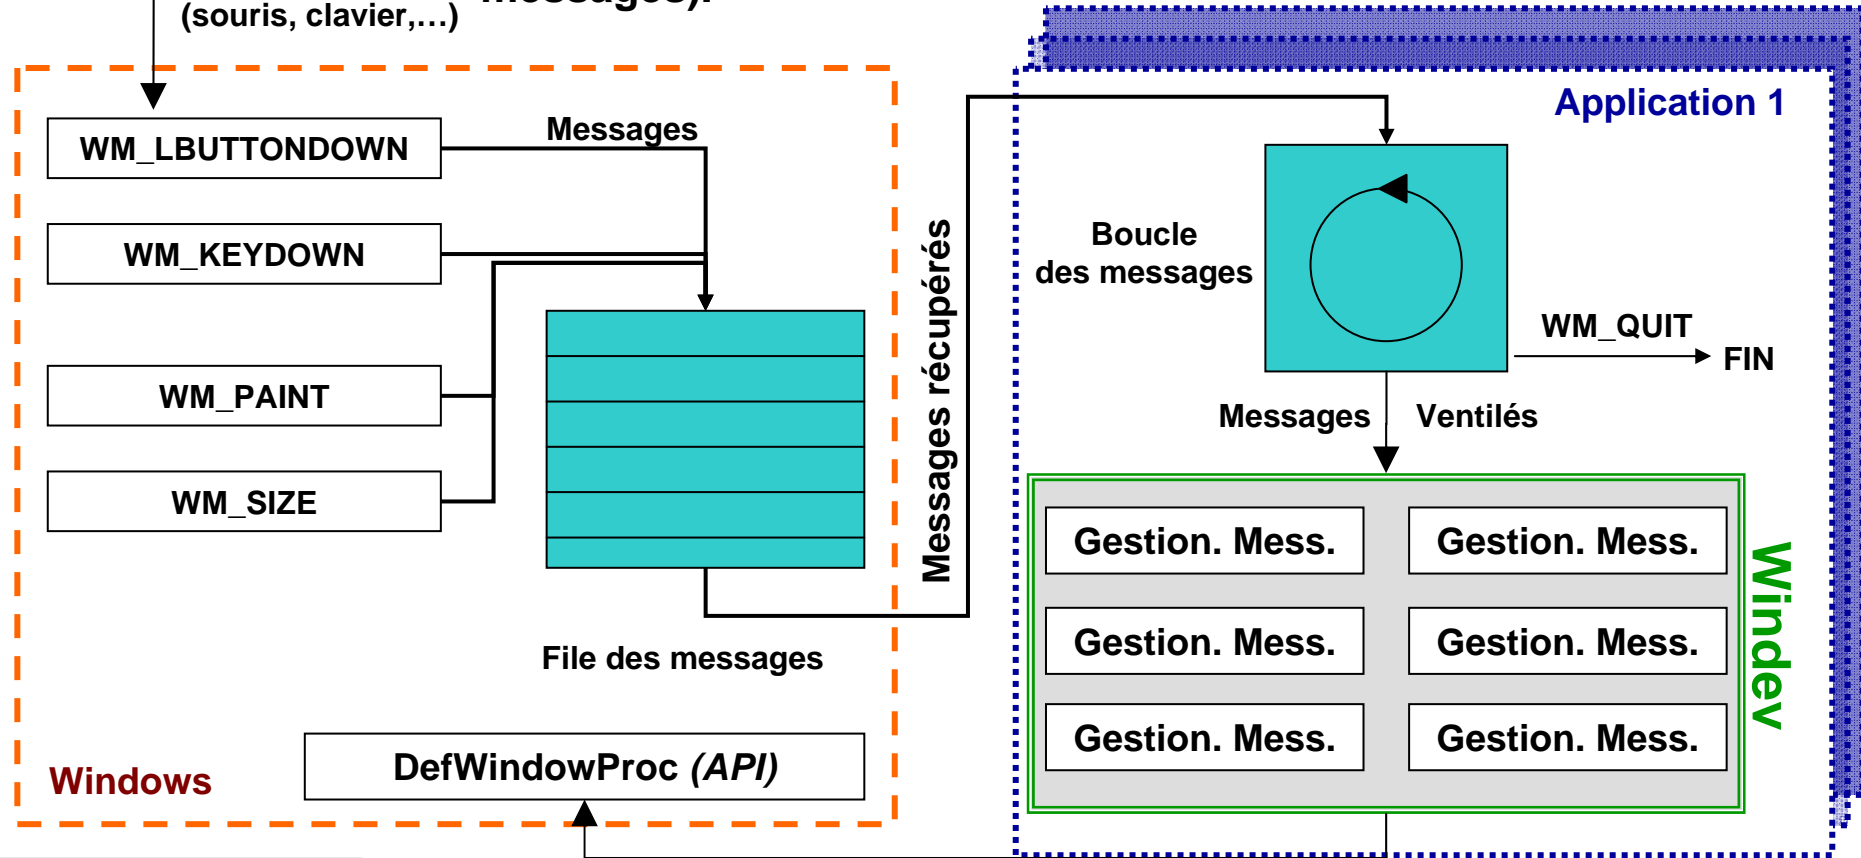 messages).
(souris, clavier,…)
Application 1
Messages
WM_LBUTTONDOWN
WM_KEYDOWN
WM_PAINT
WM_SIZE
File des messages
Windows
DefWindowProc (API)
Messages récupérés
Boucle
des messages
WM_QUIT
FIN
Messages Ventilés
Gestion. Mess. Gestion. Mess.
Gestion. Mess. Gestion. Mess.
Gestion. Mess. Gestion. Mess.
Windev